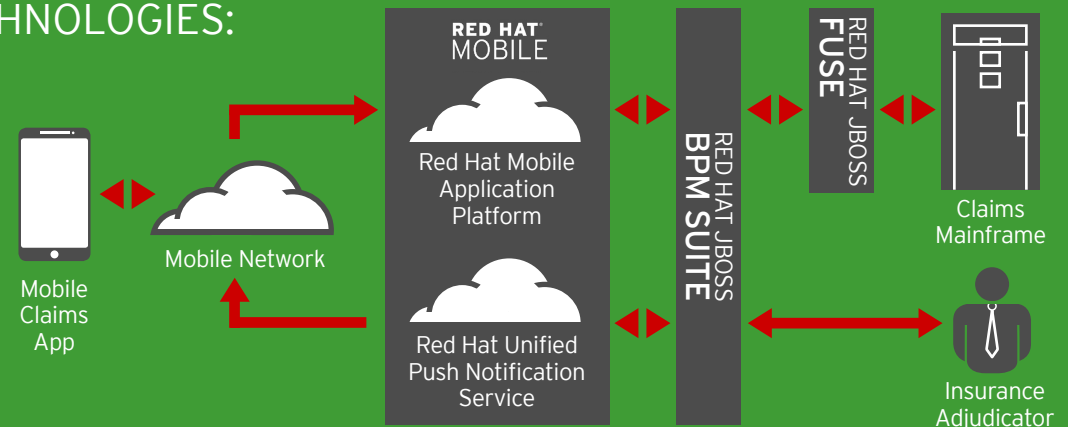 HNOLOGIES:
RED HAT
MOBILE
Red Hat Mobile
Application
Platform
Red Hat Unified
Push Notification
Service
Mobile
Claims
App
Mobile Network
RED HAT JBOSS
BPM SUITE
RED HAT JBOSS
FUSE
Claims
Mainframe
Insurance
Adjudicator